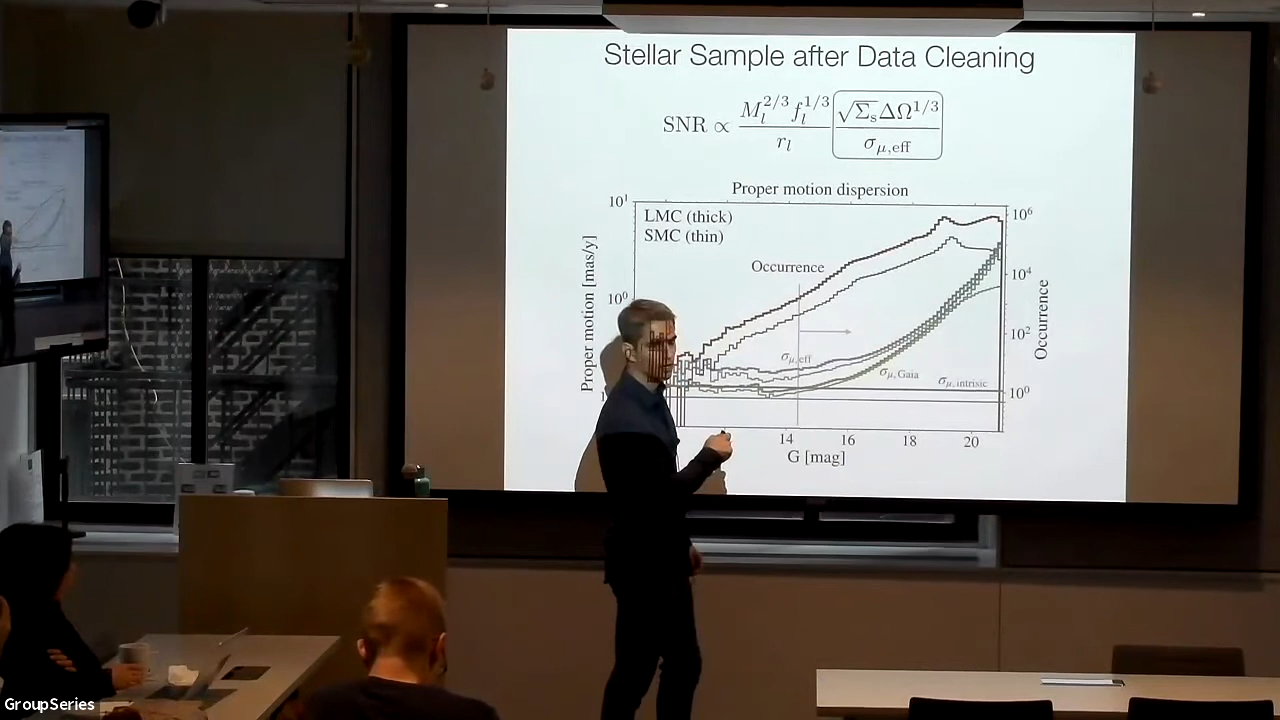 Stellar Sample after Data Cleaning
SNR ∝ M_l^{2/3} f_l^{1/3} / r_l √Σ_s ΔΩ^{1/3} / σ_{μ,eff}
Proper motion dispersion
10^1
LMC (thick)
SMC (thin)
10^6
Occurrence
Proper motion [mas/y]
10^4
10^0
Occurrence
10^2
σ_{μ,eff}
σ_{μ,Gaia}
σ_{μ,intrisic}
10^0
14 16 18 20
G [mag]
GroupSeries